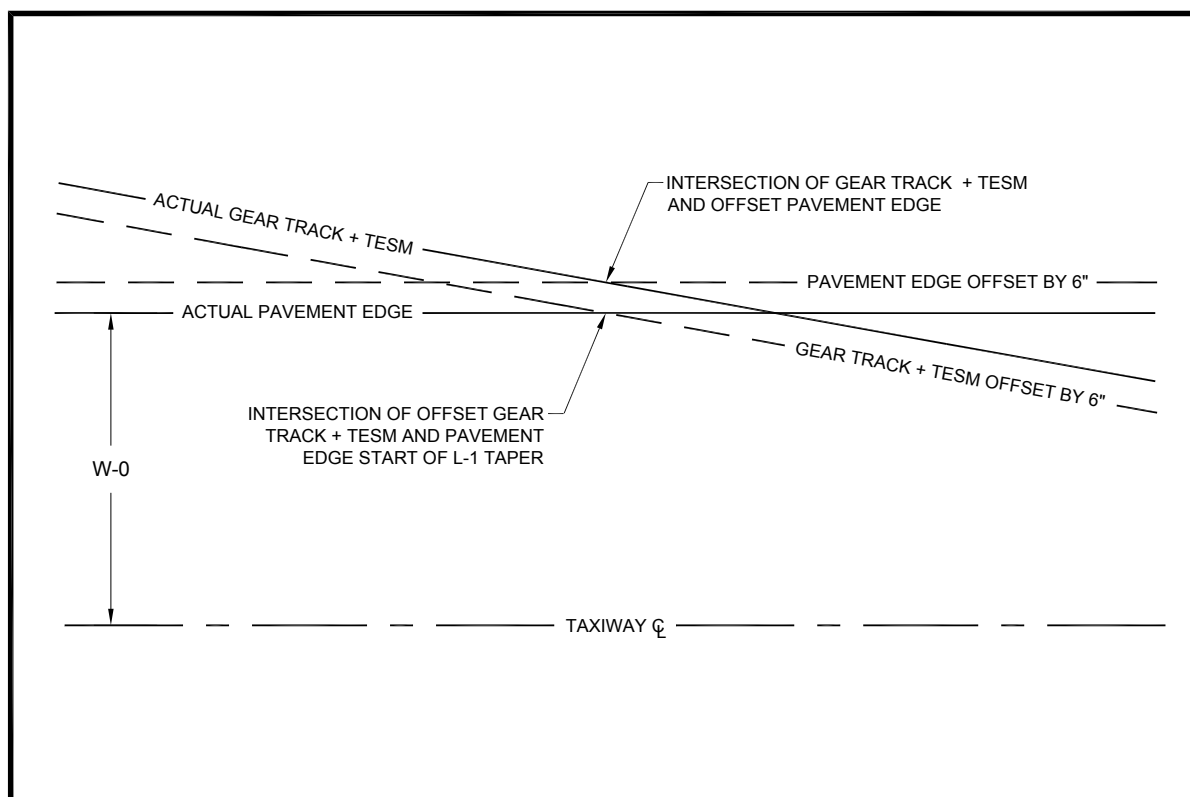 INTERSECTION OF GEAR TRACK + TESM
AND OFFSET PAVEMENT EDGE
ACTUAL GEAR TRACK + TESM
PAVEMENT EDGE OFFSET BY 6"
ACTUAL PAVEMENT EDGE
GEAR TRACK + TESM OFFSET BY 6"
INTERSECTION OF OFFSET GEAR
TRACK + TESM AND PAVEMENT
EDGE START OF L-1 TAPER
W-0
TAXIWAY ℄